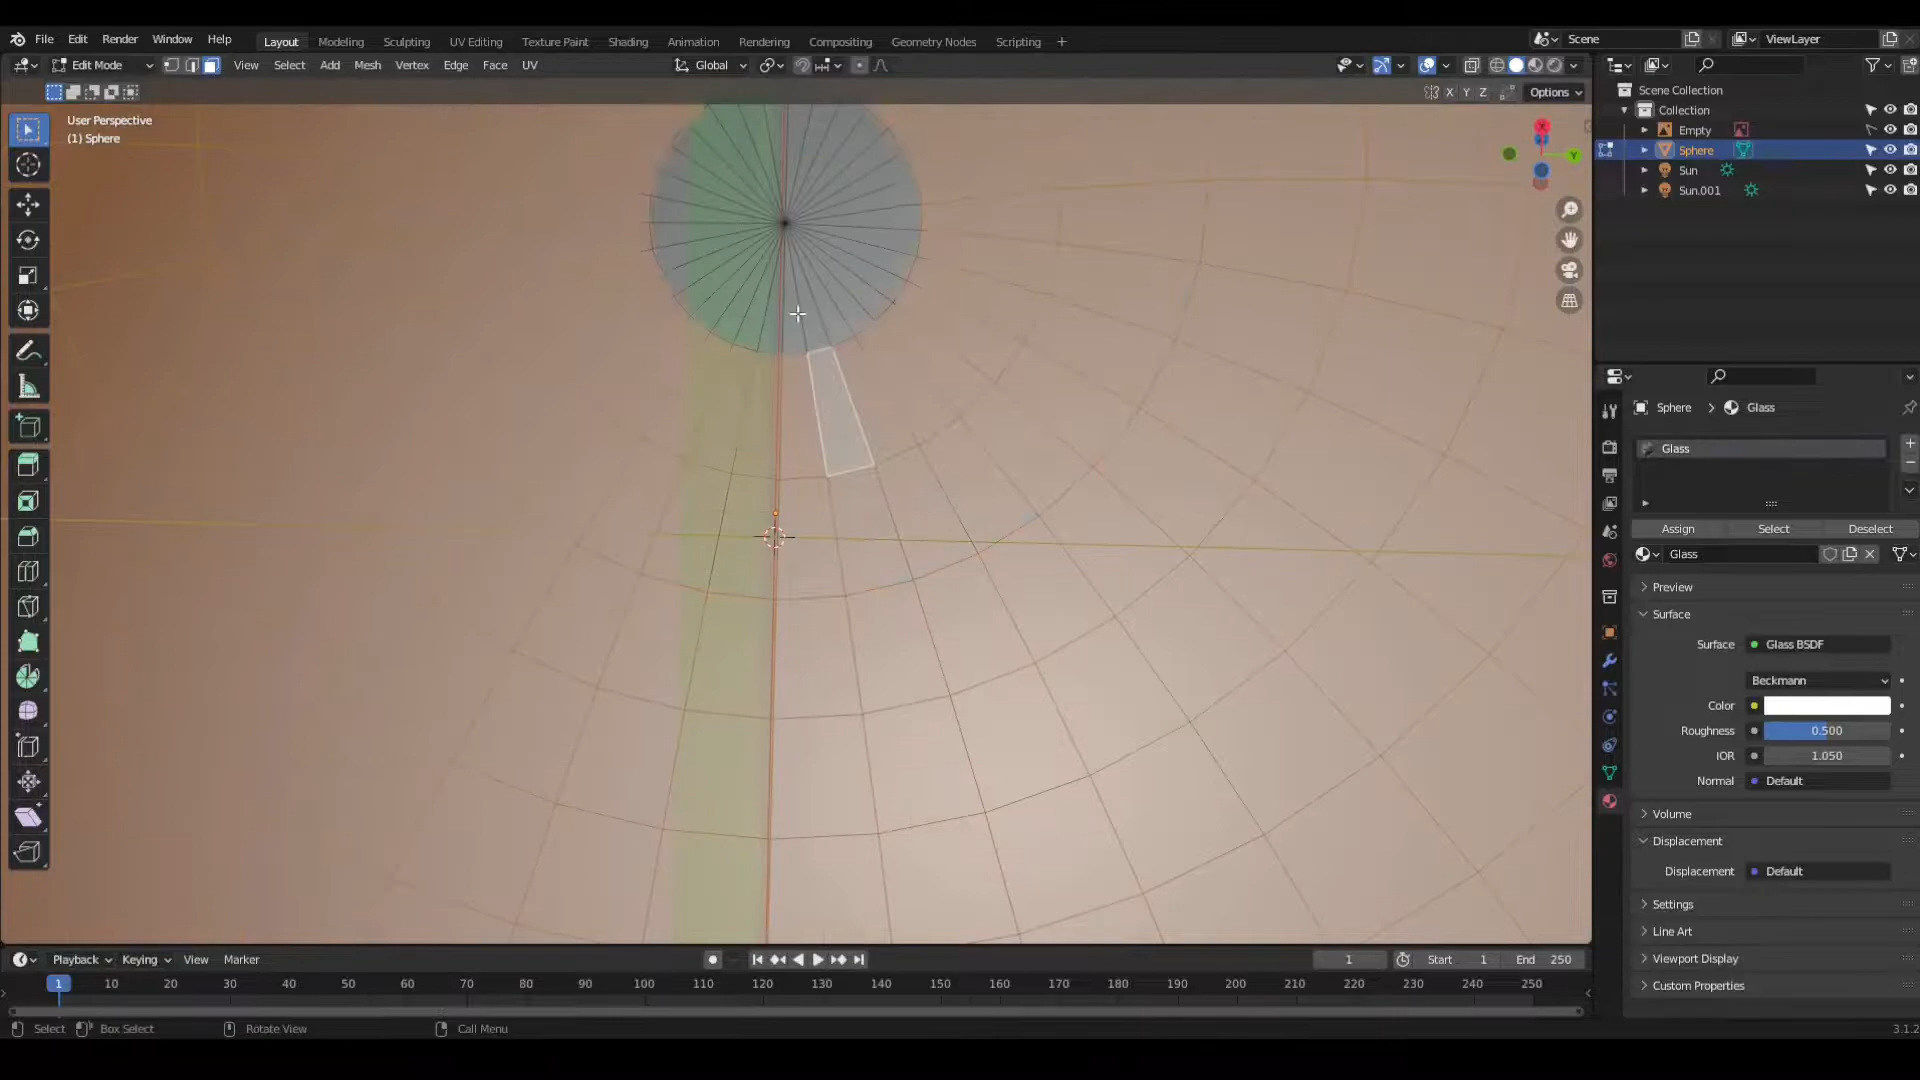 File Edit Render Window Help Layout Modeling Sculpting UV Editing Texture Paint Shading Animation Rendering Compositing Geometry Nodes Scripting + Scene ViewLayer
Edit Mode View Select Add Mesh Vertex Edge Face UV Global
X Y Z Options
User Perspective
(1) Sphere
X
Y
Scene Collection
Collection
Empty
Sphere
Sun
Sun.001
Sphere > Glass
Glass
Assign Select Deselect
Glass
Preview
Surface
Surface Glass BSDF
Beckmann
Color
Roughness 0.500
IOR 1.050
Normal Default
Volume
Displacement
Displacement Default
Settings
Line Art
Viewport Display
Custom Properties
Playback Keying View Marker 1 Start 1 End 250
1 10 20 30 40 50 60 70 80 90 100 110 120 130 140 150 160 170 180 190 200 210 220 230 240 250
Select Box Select Rotate View Call Menu 3.1.2